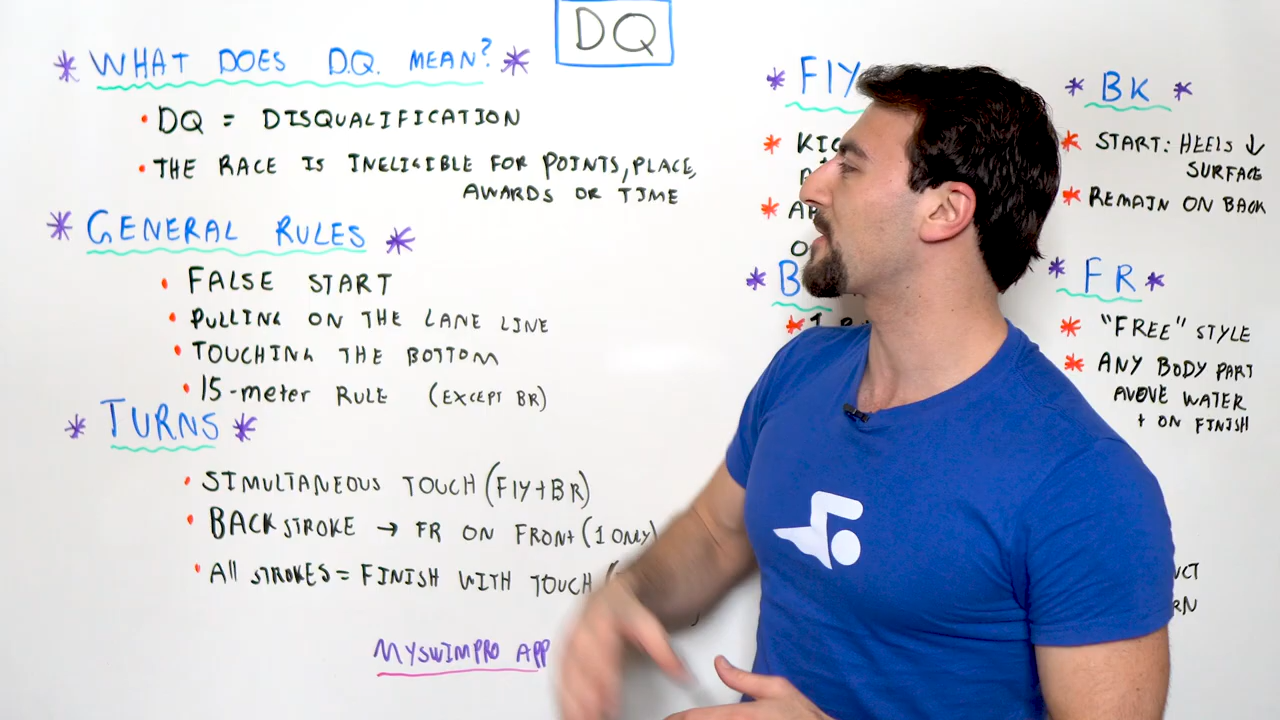 DQ
WHAT DOES D.Q. MEAN?
DQ = DISQUALIFICATION
THE RACE IS INELIGIBLE FOR POINTS, PLACE,
AWARDS OR TIME
GENERAL RULES
FALSE START
PULLING ON THE LANE LINE
TOUCHING THE BOTTOM
15-meter RULE (EXCEPT BR)
TURNS
SIMULTANEOUS TOUCH (FLY+BR)
BACKSTROKE → FR ON FRONT (1 ONLY)
All STROKES = FINISH WITH TOUCH (
MYSWIMPRO APP
FLY
BK
START: HEELS ↓
SURFACE
REMAIN ON BACK
FR
"FREE" STYLE
ANY BODY PART
ABOVE WATER
+ ON FINISH